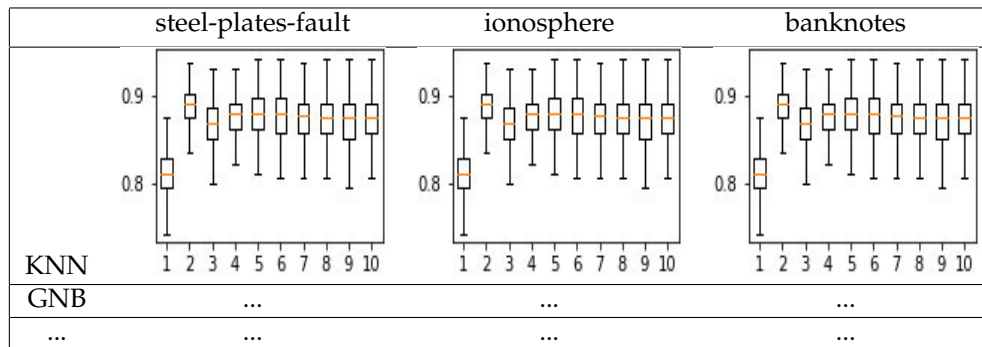 steel-plates-fault ionosphere banknotes
0.9 0.9 0.9
0.8 0.8 0.8
KNN 1 2 3 4 5 6 7 8 9 10 1 2 3 4 5 6 7 8 9 10 1 2 3 4 5 6 7 8 9 10
GNB ... ... ...
... ... ... ...